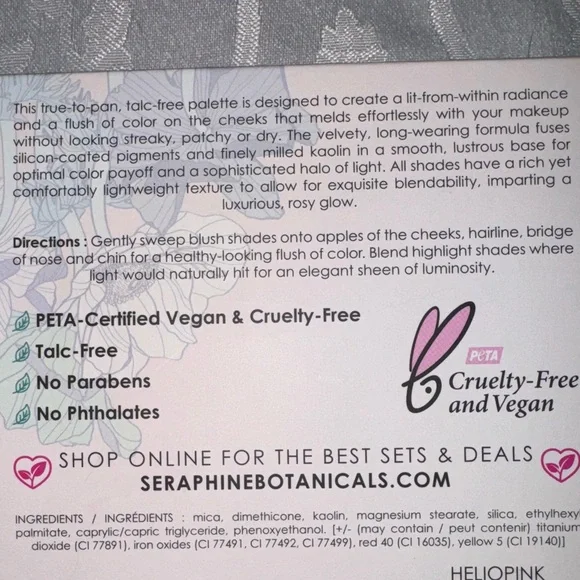 This true-to-pan, talc-free palette is designed to create a lit-from-within radiance
and a flush of color on the cheeks that melds effortlessly with your makeup
without looking streaky, patchy or dry. The velvety, long-wearing formula fuses
silicon-coated pigments and finely milled kaolin in a smooth, lustrous base for
optimal color payoff and a sophisticated halo of light. All shades have a rich yet
comfortably lightweight texture to allow for exquisite blendability, imparting a
luxurious, rosy glow.
Directions : Gently sweep blush shades onto apples of the cheeks, hairline, bridge
of nose and chin for a healthy-looking flush of color. Blend highlight shades where
light would naturally hit for an elegant sheen of luminosity.
PETA-Certified Vegan & Cruelty-Free
Talc-Free
No Parabens
No Phthalates
PETA
Cruelty-Free
and Vegan
SHOP ONLINE FOR THE BEST SETS & DEALS
SERAPHINEBOTANICALS.COM
INGREDIENTS / INGRÉDIENTS : mica, dimethicone, kaolin, magnesium stearate, silica, ethylhexyl
palmitate, caprylic/capric triglyceride, phenoxyethanol. [+/- (may contain / peut contenir) titanium
dioxide (CI 77891), iron oxides (CI 77491, CI 77492, CI 77499), red 40 (CI 16035), yellow 5 (CI 19140)]
HELIOPINK